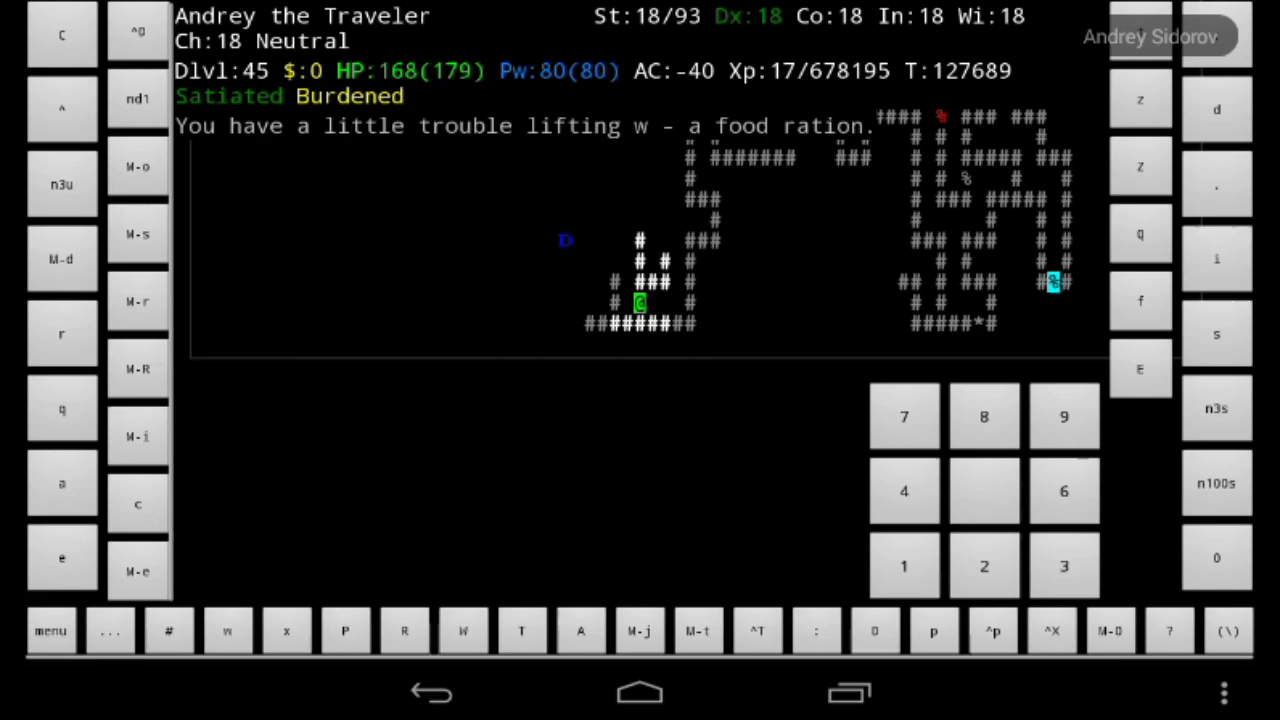 Andrey the Traveler St:18/93 Dx:18 Co:18 In:18 Wi:18
Ch:18 Neutral
Dlvl:45 $:0 HP:168(179) Pw:80(80) AC:-40 Xp:17/678195 T:127689
Satiated Burdened
You have a little trouble lifting w - a food ration.
Andrey Sidorov
C
^
n3u
M-d
r
q
a
e
^D
nd1
M-o
M-s
M-r
M-R
M-i
c
M-e
z
Z
q
f
E
d
.
i
s
n3s
n100s
0
7 8 9
4 6
1 2 3
menu ... # w x P R W T A M-j M-t ^T : D p ^p ^X M-O ? (\)